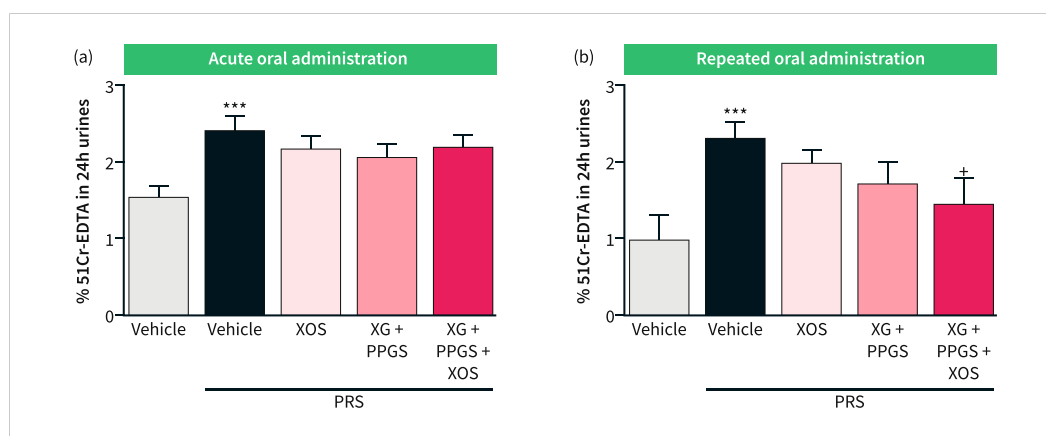 (a)
Acute oral administration
% 51Cr-EDTA in 24h urines
3
2
1
0
***
Vehicle
Vehicle
XOS
XG +
PPGS
XG +
PPGS +
XOS
PRS
(b)
Repeated oral administration
% 51Cr-EDTA in 24h urines
3
2
1
0
***
+
Vehicle
Vehicle
XOS
XG +
PPGS
XG +
PPGS +
XOS
PRS